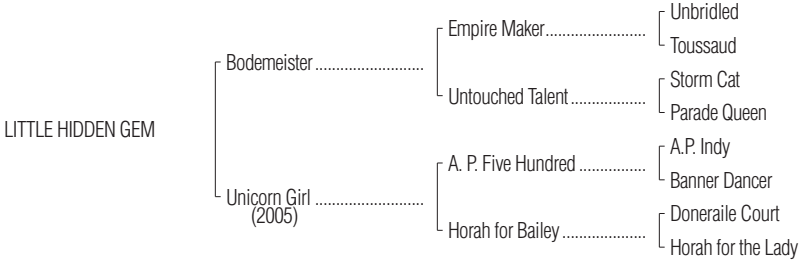 Unbridled
Empire Maker........................
Toussaud
Bodemeister..........................
Storm Cat
Untouched Talent..................
Parade Queen
LITTLE HIDDEN GEM
A.P. Indy
A. P. Five Hundred ................
Banner Dancer
Unicorn Girl ..........................
(2005)
Doneraile Court
Horah for Bailey....................
Horah for the Lady